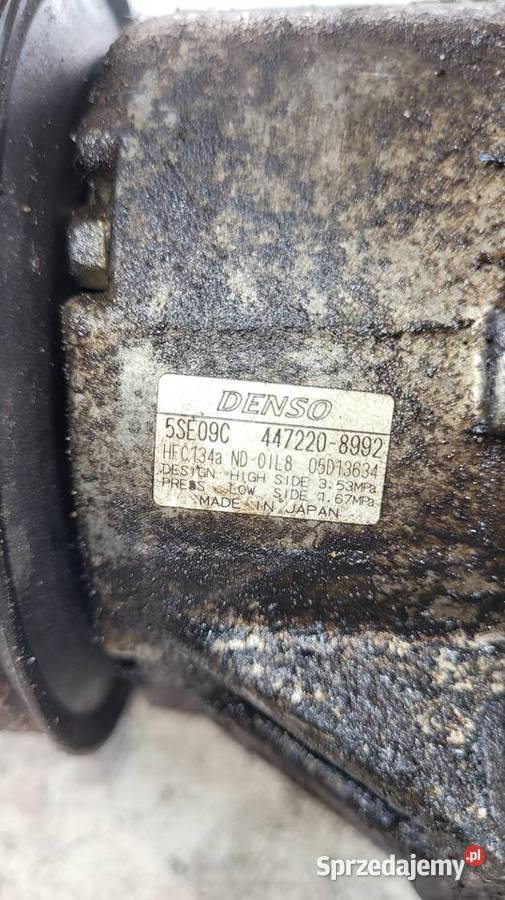 DENSO
5SE09C 447220-8992
HFC134a ND-OIL8 05D13634
DESIGN HIGH SIDE 3.53MPa
PRESS LOW SIDE 1.67MPa
MADE IN JAPAN
Sprzedajemy.pl